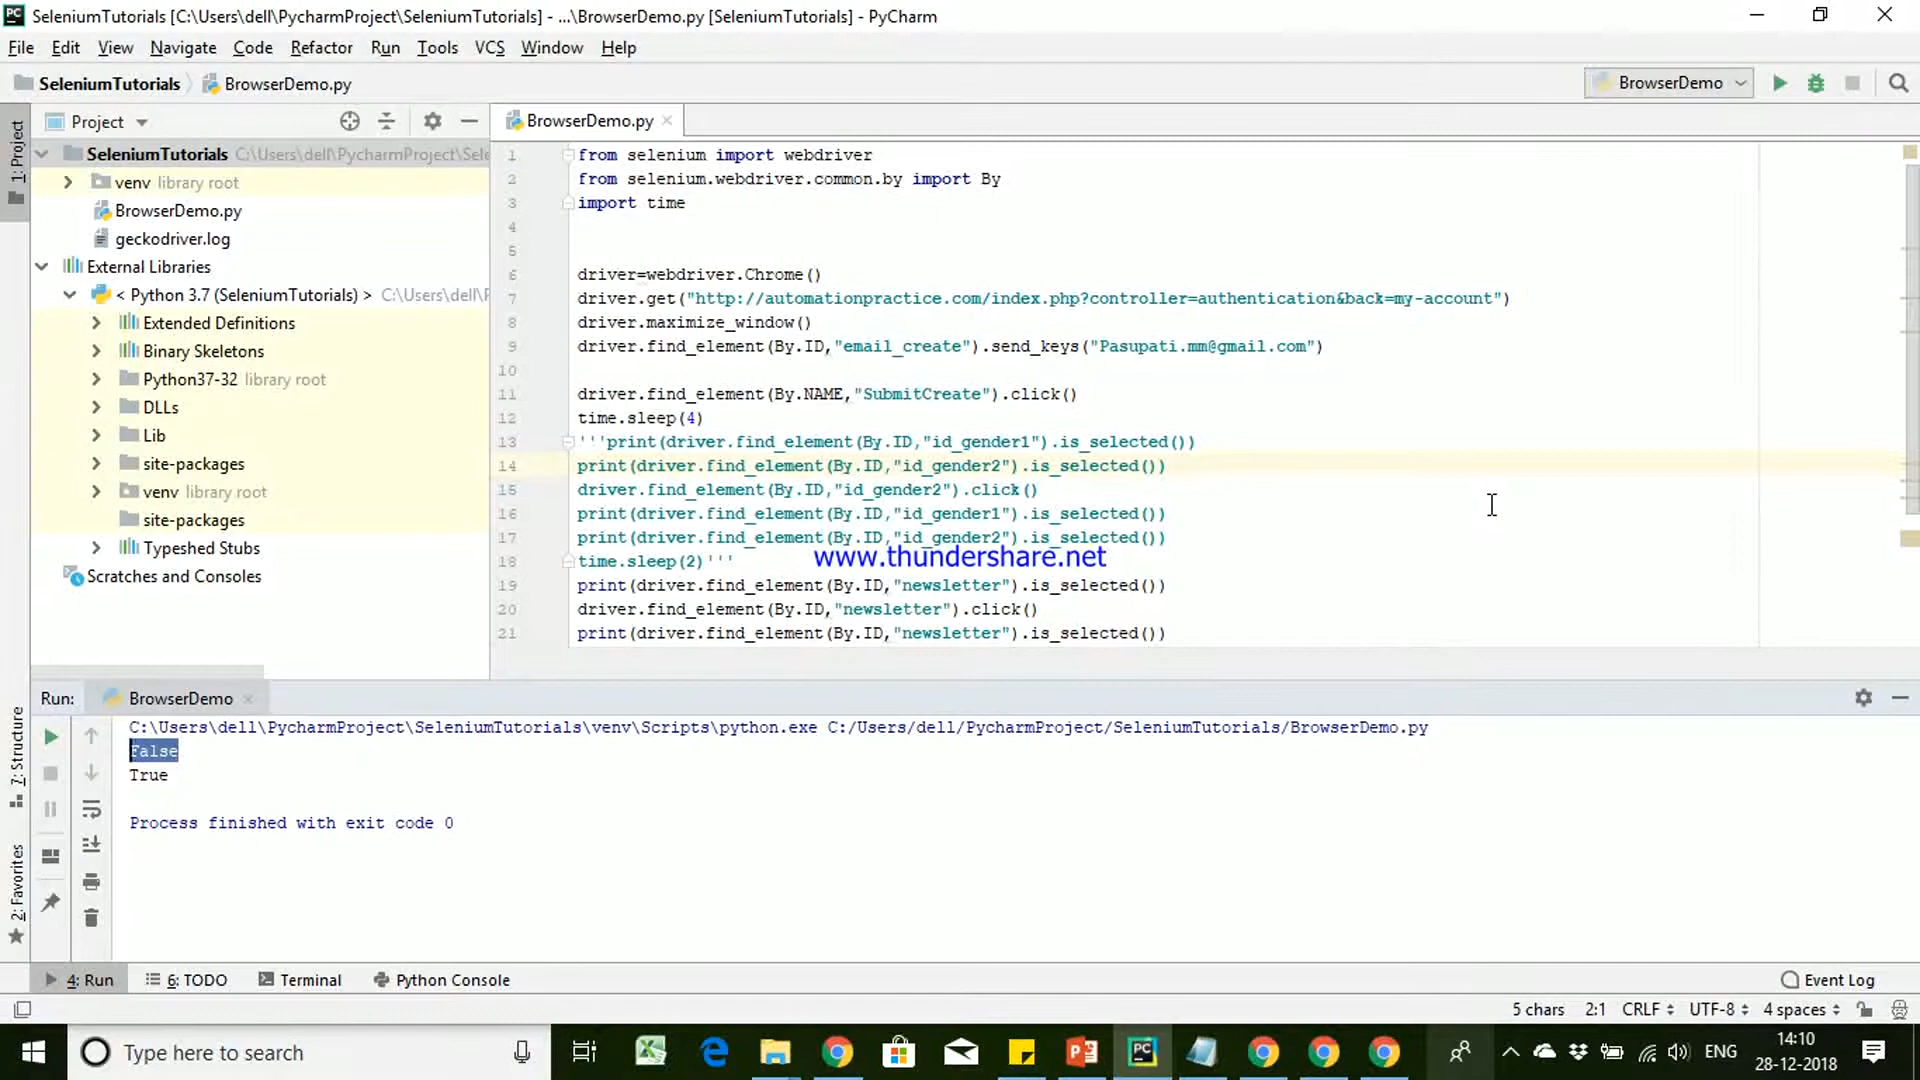 SeleniumTutorials [C:\Users\dell\PycharmProject\SeleniumTutorials] - ...\BrowserDemo.py [SeleniumTutorials] - PyCharm
File Edit View Navigate Code Refactor Run Tools VCS Window Help
SeleniumTutorials BrowserDemo.py BrowserDemo
Project BrowserDemo.py
1: Project
SeleniumTutorials C:\Users\dell\PycharmProject\Sele
venv library root
BrowserDemo.py
geckodriver.log
External Libraries
< Python 3.7 (SeleniumTutorials) > C:\Users\dell\P
Extended Definitions
Binary Skeletons
Python37-32 library root
DLLs
Lib
site-packages
venv library root
site-packages
Typeshed Stubs
Scratches and Consoles
1 from selenium import webdriver
2 from selenium.webdriver.common.by import By
3 import time
4
5
6 driver=webdriver.Chrome()
7 driver.get("http://automationpractice.com/index.php?controller=authentication&back=my-account")
8 driver.maximize_window()
9 driver.find_element(By.ID,"email_create").send_keys("Pasupati.mm@gmail.com")
10
11 driver.find_element(By.NAME,"SubmitCreate").click()
12 time.sleep(4)
13 '''print(driver.find_element(By.ID,"id_gender1").is_selected())
14 print(driver.find_element(By.ID,"id_gender2").is_selected())
15 driver.find_element(By.ID,"id_gender2").click()
16 print(driver.find_element(By.ID,"id_gender1").is_selected())
17 print(driver.find_element(By.ID,"id_gender2").is_selected())
18 time.sleep(2)'''
www.thundershare.net
19 print(driver.find_element(By.ID,"newsletter").is_selected())
20 driver.find_element(By.ID,"newsletter").click()
21 print(driver.find_element(By.ID,"newsletter").is_selected())
Run: BrowserDemo
C:\Users\dell\PycharmProject\SeleniumTutorials\venv\Scripts\python.exe C:/Users/dell/PycharmProject/SeleniumTutorials/BrowserDemo.py
False
True
Process finished with exit code 0
7: Structure
2: Favorites
4: Run 6: TODO Terminal Python Console Event Log
5 chars 2:1 CRLF UTF-8 4 spaces
Type here to search
ENG
14:10
28-12-2018